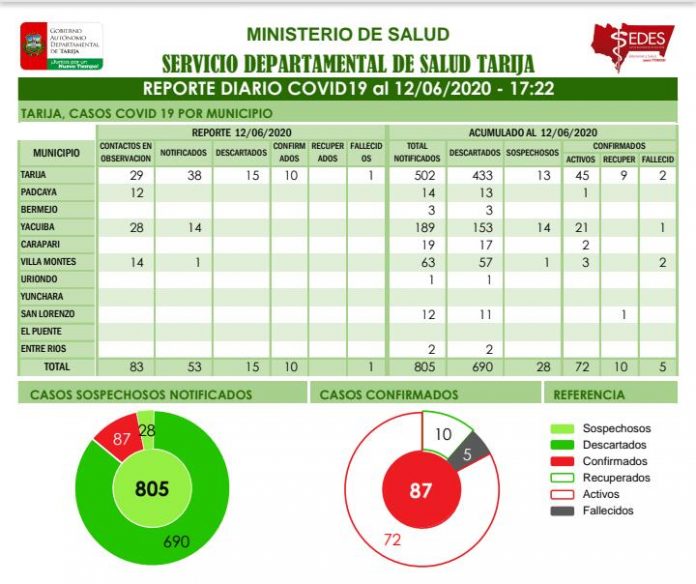 GOBIERNO
AUTÓNOMO
DEPARTAMENTAL
DE TARIJA
¡Juntos por un
Nuevo Tiempo!
MINISTERIO DE SALUD
SERVICIO DEPARTAMENTAL DE SALUD TARIJA
SEDES
REPORTE DIARIO COVID19 al 12/06/2020 - 17:22
TARIJA, CASOS COVID 19 POR MUNICIPIO
MUNICIPIO REPORTE 12/06/2020 ACUMULADO AL 12/06/2020
CONTACTOS EN OBSERVACION NOTIFICADOS DESCARTADOS CONFIRM ADOS RECUPER ADOS FALLECID OS TOTAL NOTIFICADOS DESCARTADOS SOSPECHOSOS CONFIRMADOS
ACTIVOS RECUPER FALLECID
TARIJA 29 38 15 10 1 502 433 13 45 9 2
PADCAYA 12 14 13 1
BERMEJO 3 3
YACUIBA 28 14 189 153 14 21 1
CARAPARI 19 17 2
VILLA MONTES 14 1 63 57 1 3 2
URIONDO 1 1
YUNCHARA
SAN LORENZO 12 11 1
EL PUENTE
ENTRE RIOS 2 2
TOTAL 83 53 15 10 1 805 690 28 72 10 5
CASOS SOSPECHOSOS NOTIFICADOS
28
87
805
690
CASOS CONFIRMADOS
10
5
87
72
REFERENCIA
Sospechosos
Descartados
Confirmados
Recuperados
Activos
Fallecidos